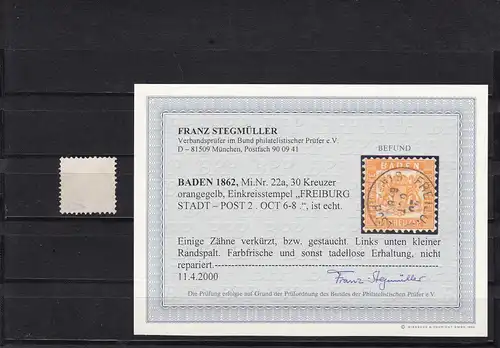 FRANZ STEGMÜLLER
Verbandsprüfer im Bund philatelistischer Prüfer e.V.
D – 81509 München, Postfach 90 09 41
BEFUND
BADEN 1862, Mi.Nr. 22a, 30 Kreuzer
orangegelb, Einkreisstempel „FREIBURG
STADT – POST 2 . OCT 6-8 .“, ist echt.
BADEN
Einige Zähne verkürzt, bzw. gestaucht. Links unten kleiner
Randspalt. Farbfrische und sonst tadellose Erhaltung, nicht
repariert.
11.4.2000
Franz Stegmüller
Die Prüfung erfolgte auf Grund der Prüfordnung des Bundes der Philatelistischen Prüfer e.V.